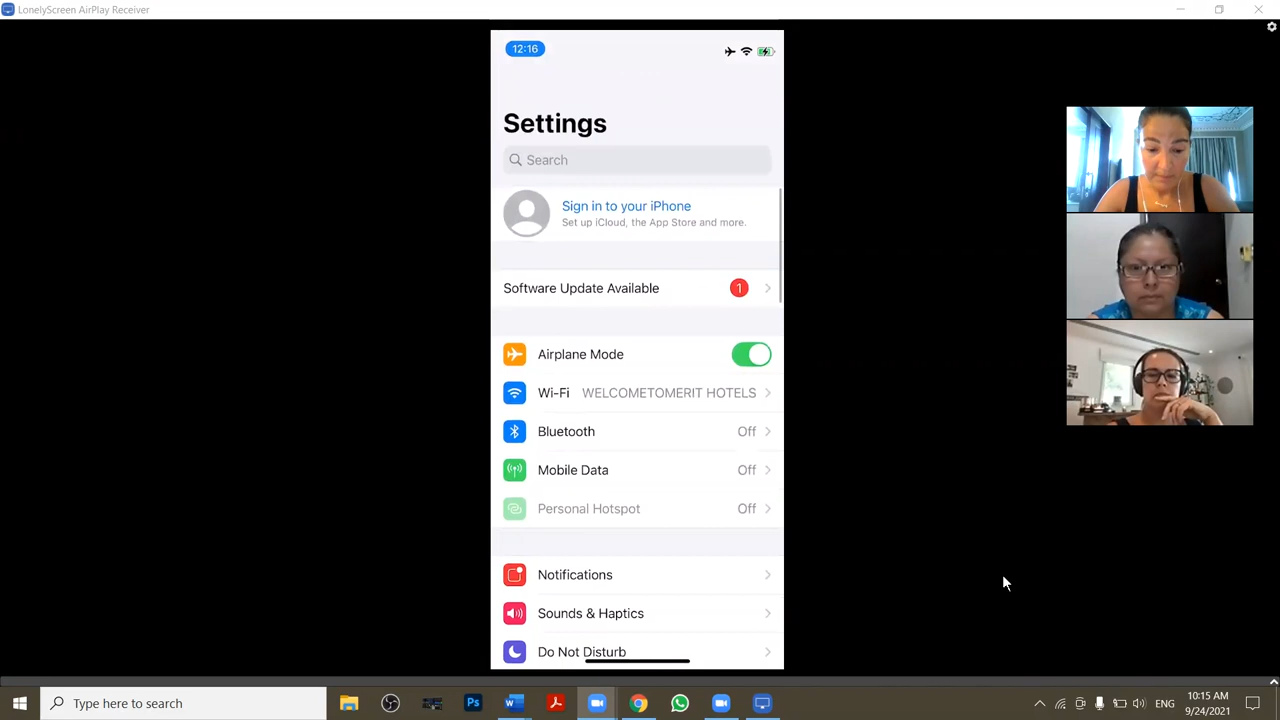 LonelyScreen AirPlay Receiver
12:16
Settings
Search
Sign in to your iPhone
Set up iCloud, the App Store and more.
Software Update Available 1
Airplane Mode
Wi-Fi WELCOMETOMERIT HOTELS
Bluetooth Off
Mobile Data Off
Personal Hotspot Off
Notifications
Sounds & Haptics
Do Not Disturb
Type here to search
Ps
W
ENG
10:15 AM
9/24/2021